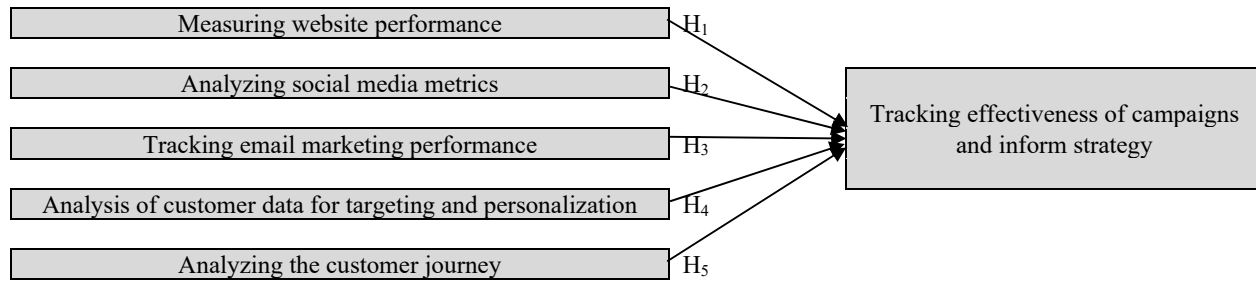 Measuring website performance
H₁
Analyzing social media metrics
H₂
Tracking email marketing performance
H₃
Analysis of customer data for targeting and personalization
H₄
Analyzing the customer journey
H₅
Tracking effectiveness of campaigns
and inform strategy